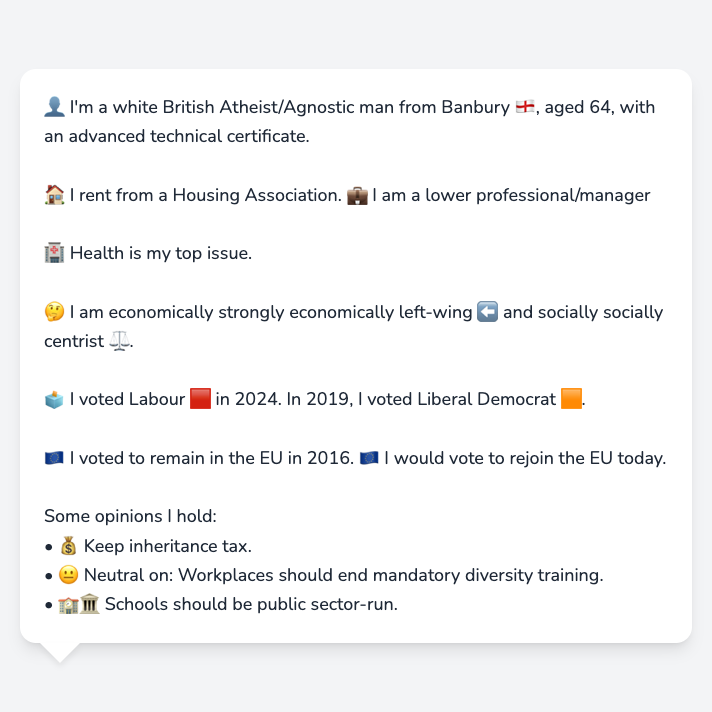 👤 I'm a white British Atheist/Agnostic man from Banbury 🏴󠁧󠁢󠁥󠁮󠁧󠁿, aged 64, with
an advanced technical certificate.
🏠 I rent from a Housing Association. 💼 I am a lower professional/manager
🏥 Health is my top issue.
🤔 I am economically strongly economically left-wing ⬅️ and socially socially
centrist ⚖️.
🗳️ I voted Labour 🟥 in 2024. In 2019, I voted Liberal Democrat 🟧.
🇪🇺 I voted to remain in the EU in 2016. 🇪🇺 I would vote to rejoin the EU today.
Some opinions I hold:
• 💰 Keep inheritance tax.
• 😐 Neutral on: Workplaces should end mandatory diversity training.
• 🏫🏛️ Schools should be public sector-run.